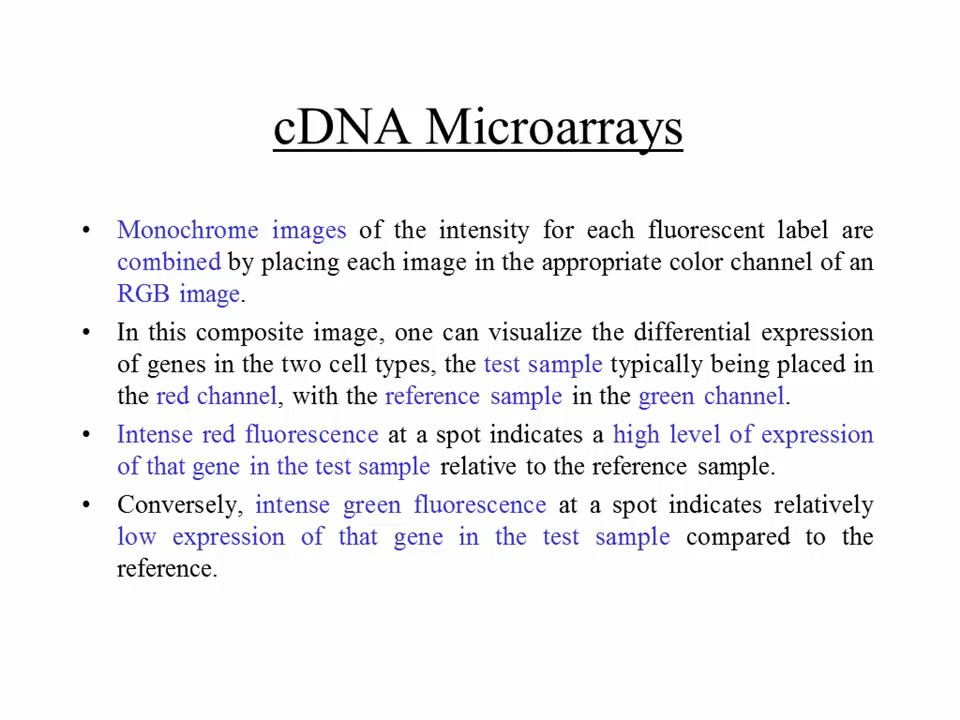 cDNA Microarrays
• Monochrome images of the intensity for each fluorescent label are
combined by placing each image in the appropriate color channel of an
RGB image.
• In this composite image, one can visualize the differential expression
of genes in the two cell types, the test sample typically being placed in
the red channel, with the reference sample in the green channel.
• Intense red fluorescence at a spot indicates a high level of expression
of that gene in the test sample relative to the reference sample.
• Conversely, intense green fluorescence at a spot indicates relatively
low expression of that gene in the test sample compared to the
reference.